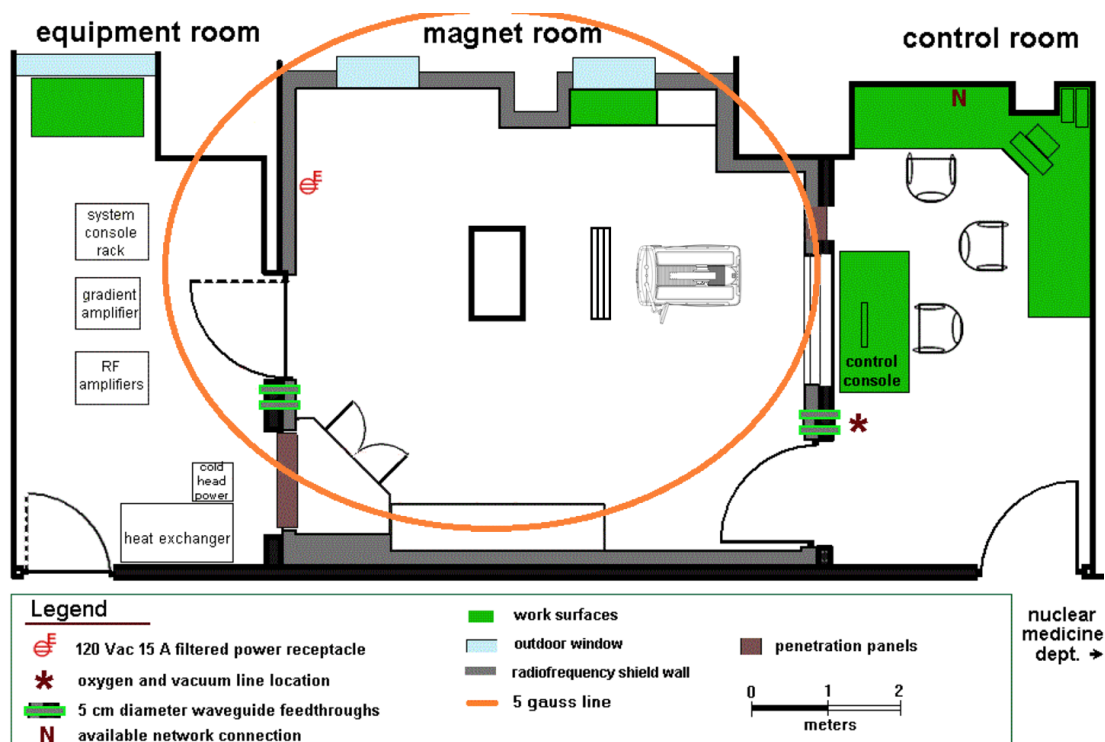 equipment room
magnet room
control room
N
E
system
console
rack
gradient
amplifier
RF
amplifiers
control
console
*
cold
head
power
heat exchanger
Legend
E
120 Vac 15 A filtered power receptacle
* oxygen and vacuum line location
5 cm diameter waveguide feedthroughs
N available network connection
work surfaces
outdoor window
radiofrequency shield wall
5 gauss line
penetration panels
0 1 2
meters
nuclear
medicine
dept. →